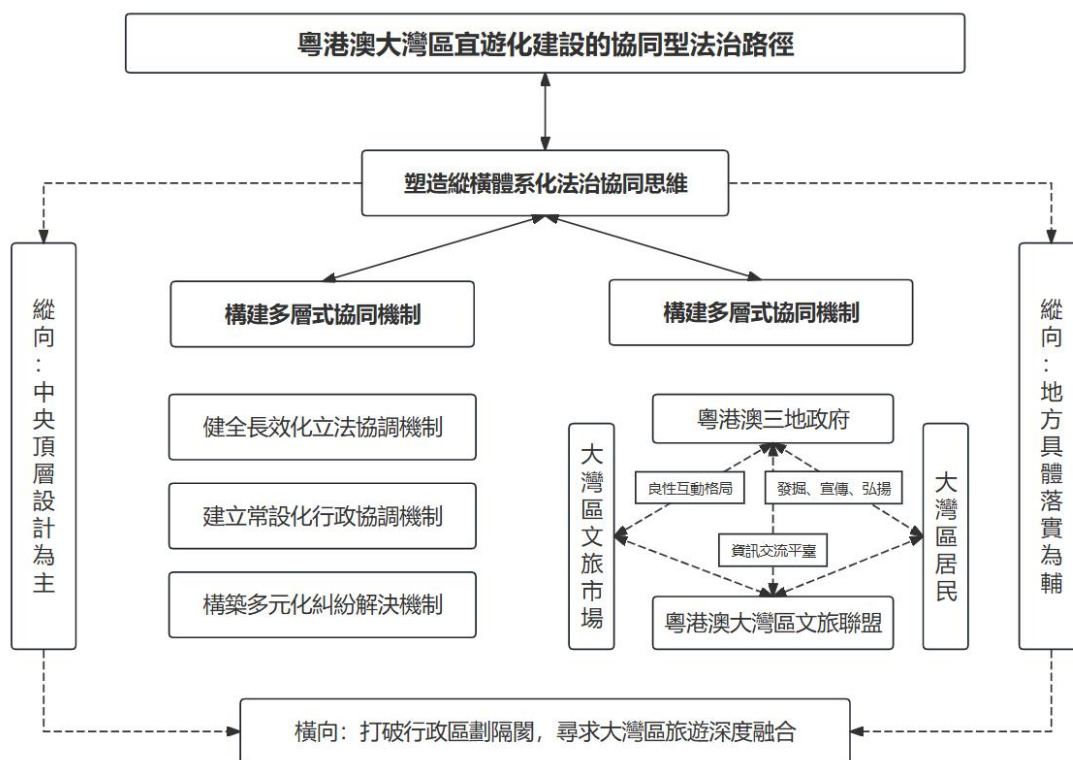 粵港澳大灣區宜遊化建設的協同型法治路徑
塑造縱橫體系化法治協同思維
縱向：中央頂層設計為主
構建多層式協同機制
健全長效化立法協調機制
建立常設化行政協調機制
構築多元化糾紛解決機制
構建多層式協同機制
粵港澳三地政府
大灣區文旅市場
良性互動格局
發掘、宣傳、弘揚
資訊交流平臺
大灣區居民
粵港澳大灣區文旅聯盟
縱向：地方具體落實為輔
橫向：打破行政區劃隔閡，尋求大灣區旅遊深度融合